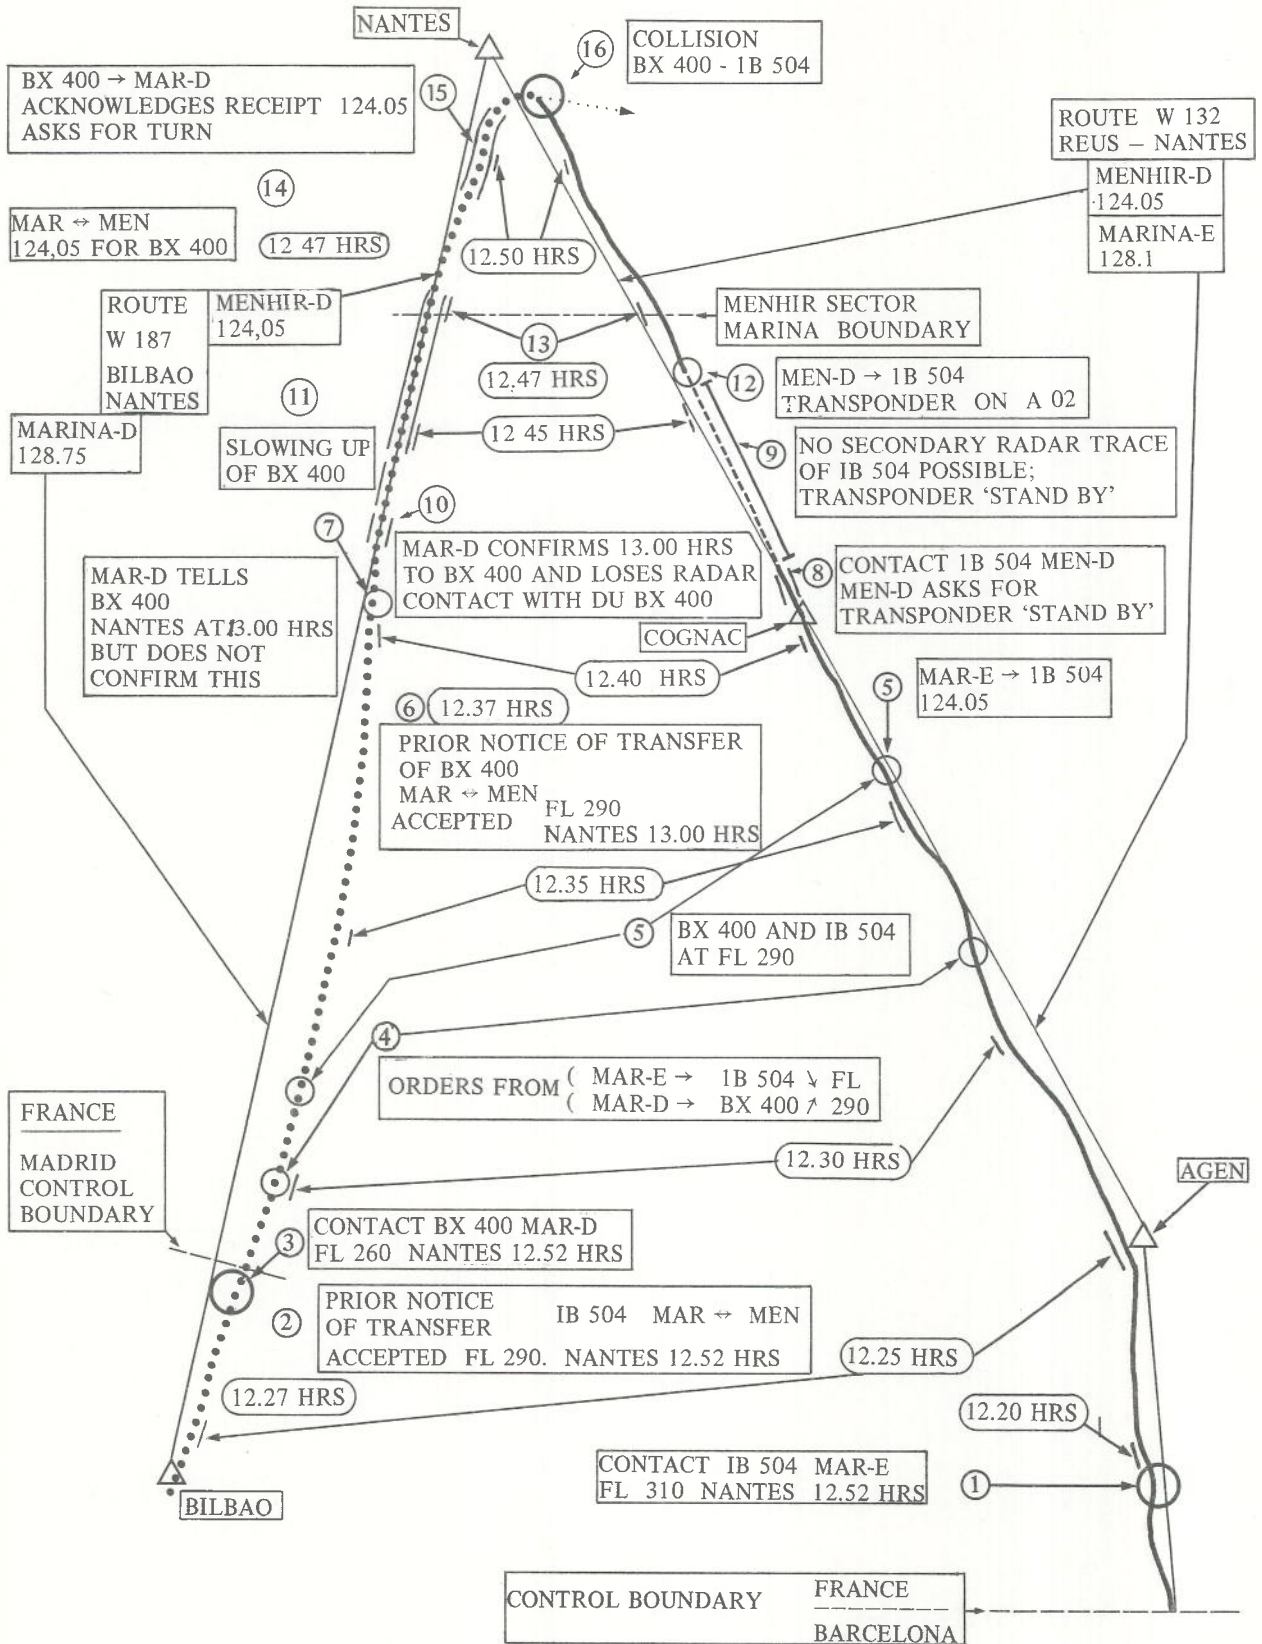 NANTES
16
COLLISION
BX 400 - 1B 504
BX 400 → MAR-D
ACKNOWLEDGES RECEIPT 124.05
ASKS FOR TURN
15
ROUTE W 132
REUS – NANTES
MENHIR-D
124.05
MARINA-E
128.1
14
MAR ↔ MEN
124,05 FOR BX 400
12 47 HRS
12.50 HRS
ROUTE
W 187
BILBAO
NANTES
MENHIR-D
124,05
MENHIR SECTOR
MARINA BOUNDARY
13
12.47 HRS
12
MEN-D → 1B 504
TRANSPONDER ON A 02
11
MARINA-D
128.75
SLOWING UP
OF BX 400
12 45 HRS
9
NO SECONDARY RADAR TRACE
OF IB 504 POSSIBLE;
TRANSPONDER ‘STAND BY’
10
7
MAR-D CONFIRMS 13.00 HRS
TO BX 400 AND LOSES RADAR
CONTACT WITH DU BX 400
8
CONTACT 1B 504 MEN-D
MEN-D ASKS FOR
TRANSPONDER ‘STAND BY’
MAR-D TELLS
BX 400
NANTES AT 13.00 HRS
BUT DOES NOT
CONFIRM THIS
COGNAC
12.40 HRS
5
MAR-E → 1B 504
124.05
6
12.37 HRS
PRIOR NOTICE OF TRANSFER
OF BX 400
MAR ↔ MEN
ACCEPTED FL 290
NANTES 13.00 HRS
12.35 HRS
5
BX 400 AND IB 504
AT FL 290
4
ORDERS FROM ( MAR-E → 1B 504 ↘ FL
( MAR-D → BX 400 ↗ 290
FRANCE
MADRID
CONTROL
BOUNDARY
12.30 HRS
AGEN
3
CONTACT BX 400 MAR-D
FL 260 NANTES 12.52 HRS
2
PRIOR NOTICE
OF TRANSFER IB 504 MAR ↔ MEN
ACCEPTED FL 290. NANTES 12.52 HRS
12.25 HRS
12.27 HRS
12.20 HRS
CONTACT IB 504 MAR-E
FL 310 NANTES 12.52 HRS
1
BILBAO
CONTROL BOUNDARY FRANCE
BARCELONA